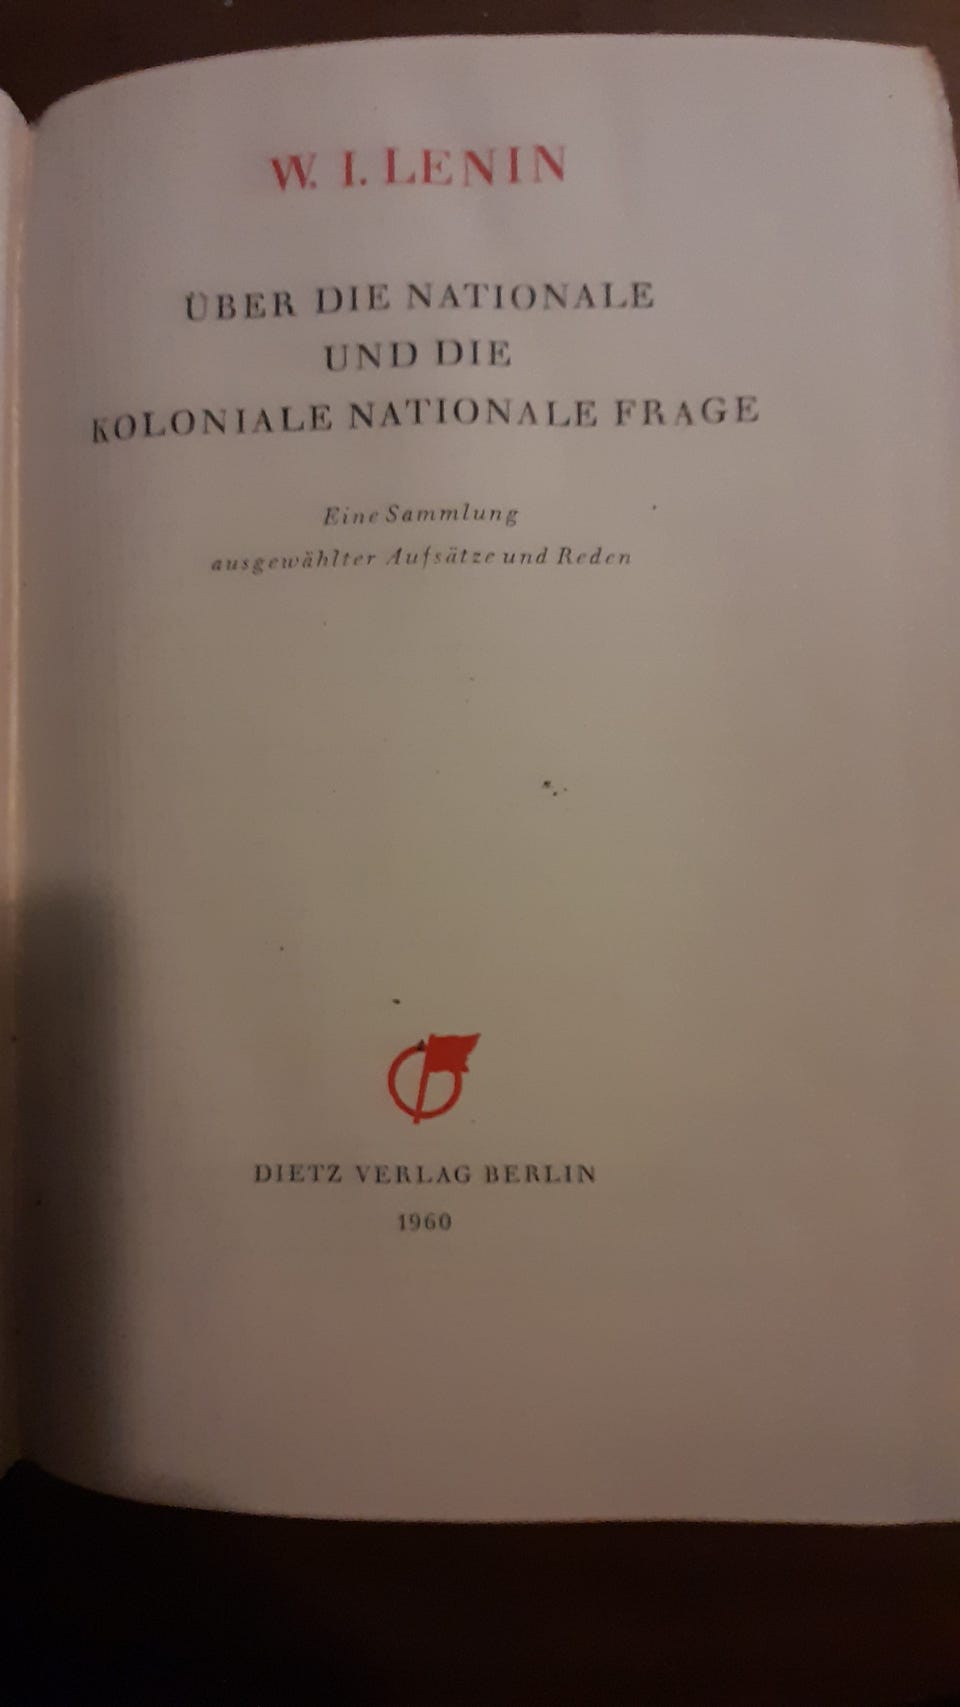 W. I. LENIN
ÜBER DIE NATIONALE
UND DIE
KOLONIALE NATIONALE FRAGE
Eine Sammlung
ausgewählter Aufsätze und Reden
DIETZ VERLAG BERLIN
1960